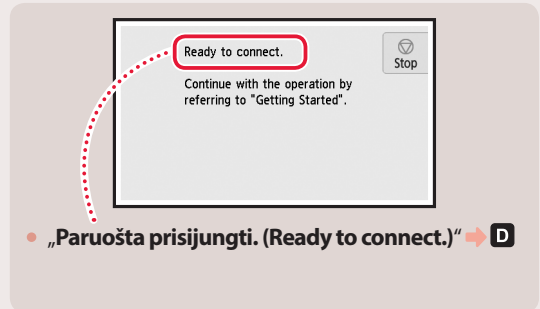 Ready to connect.
Stop
Continue with the operation by
referring to "Getting Started".
„Paruošta prisijungti. (Ready to connect.)“ D